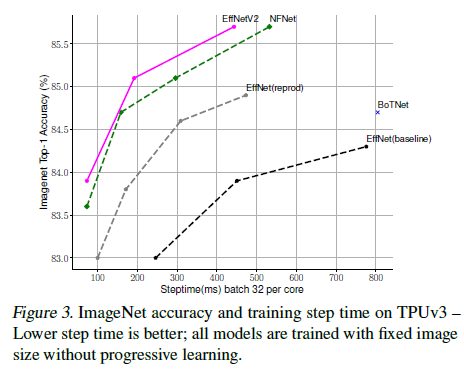 EffNetV2 NFNet
85.5
85.0
EffNet(reprod)
BoTNet
84.5
EffNet(baseline)
84.0
83.5
83.0
Imagenet Top-1 Accuracy (%)
100 200 300 400 500 600 700 800
Steptime(ms) batch 32 per core
Figure 3. ImageNet accuracy and training step time on TPUv3 –
Lower step time is better; all models are trained with fixed image
size without progressive learning.